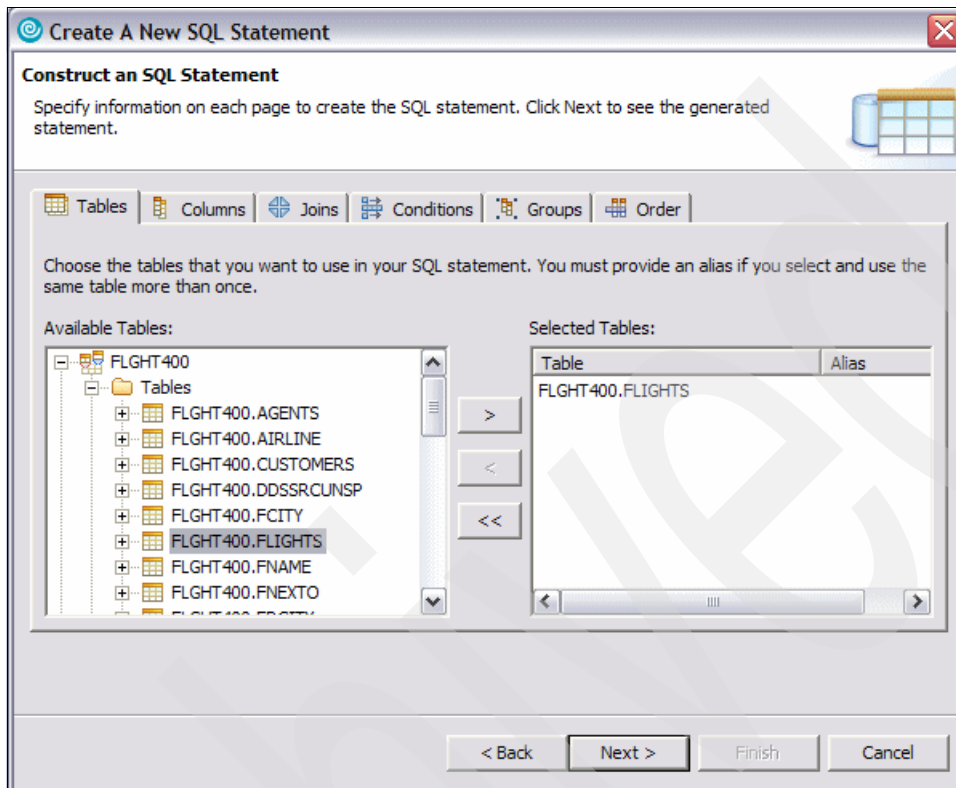 Create A New SQL Statement
Construct an SQL Statement
Specify information on each page to create the SQL statement. Click Next to see the generated
statement.
Tables Columns Joins Conditions Groups Order
Choose the tables that you want to use in your SQL statement. You must provide an alias if you select and use the
same table more than once.
Available Tables:
FLGHT400
Tables
FLGHT400.AGENTS
FLGHT400.AIRLINE
FLGHT400.CUSTOMERS
FLGHT400.DDSSRCUNSP
FLGHT400.FCITY
FLGHT400.FLIGHTS
FLGHT400.FNAME
FLGHT400.FNEXTO
>
<
<<
Selected Tables:
Table Alias
FLGHT400.FLIGHTS
< Back Next > Finish Cancel